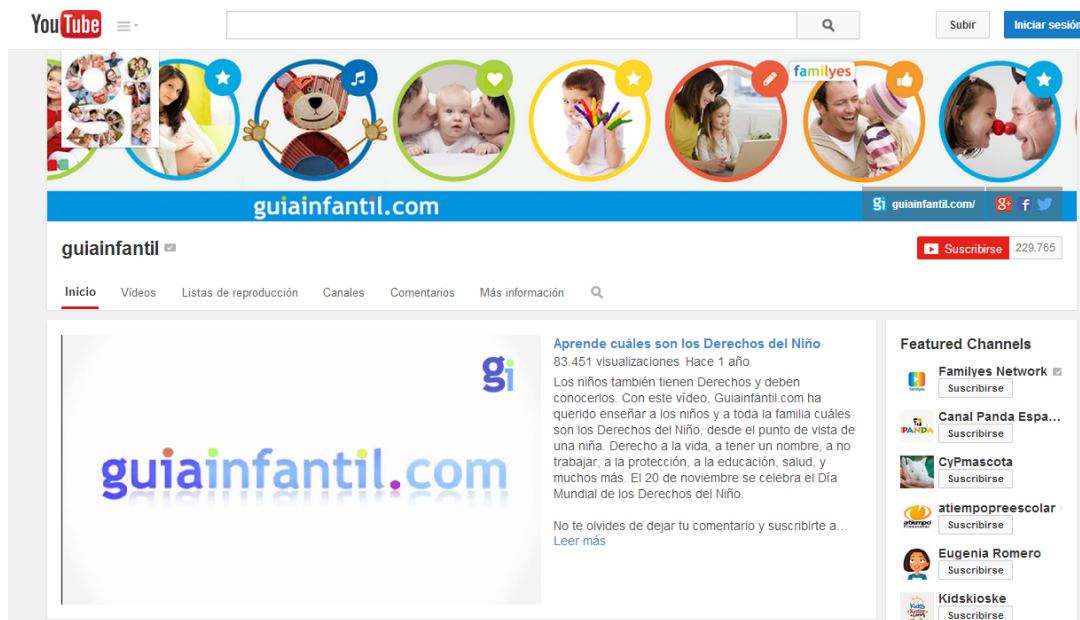 YouTube
Subir
Iniciar sesión
gi
familyes
guiainfantil.com
gi guiainfantil.com/
guiainfantil
Suscribirse 229.765
Inicio Vídeos Listas de reproducción Canales Comentarios Más información
gi
guiainfantil.com
Aprende cuáles son los Derechos del Niño
83.451 visualizaciones Hace 1 año
Los niños también tienen Derechos y deben
conocerlos. Con este vídeo, Guiainfantil.com ha
querido enseñar a los niños y a toda la familia cuáles
son los Derechos del Niño, desde el punto de vista de
una niña. Derecho a la vida, a tener un nombre, a no
trabajar, a la protección, a la educación, salud, y
muchos más. El 20 de noviembre se celebra el Día
Mundial de los Derechos del Niño.
No te olvides de dejar tu comentario y suscribirte a...
Leer más
Featured Channels
Familyes Network
Suscribirse
PANDA
Canal Panda Espa...
Suscribirse
CyPmascota
Suscribirse
atiempo
atiempopreescolar
Suscribirse
Eugenia Romero
Suscribirse
Kidskioske
Suscribirse